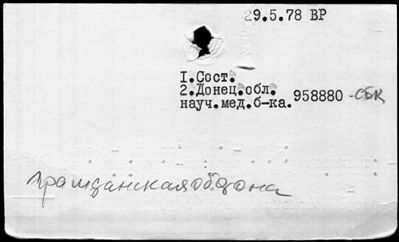 29.5.78 ВР
I.Сост.
2.Донец.обл.
науч.мед.б-ка. 958880 -СБК
гражданская оборона